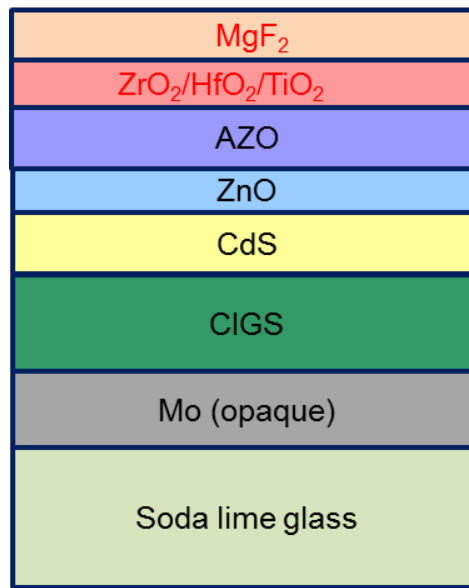 MgF₂
ZrO₂/HfO₂/TiO₂
AZO
ZnO
CdS
CIGS
Mo (opaque)
Soda lime glass